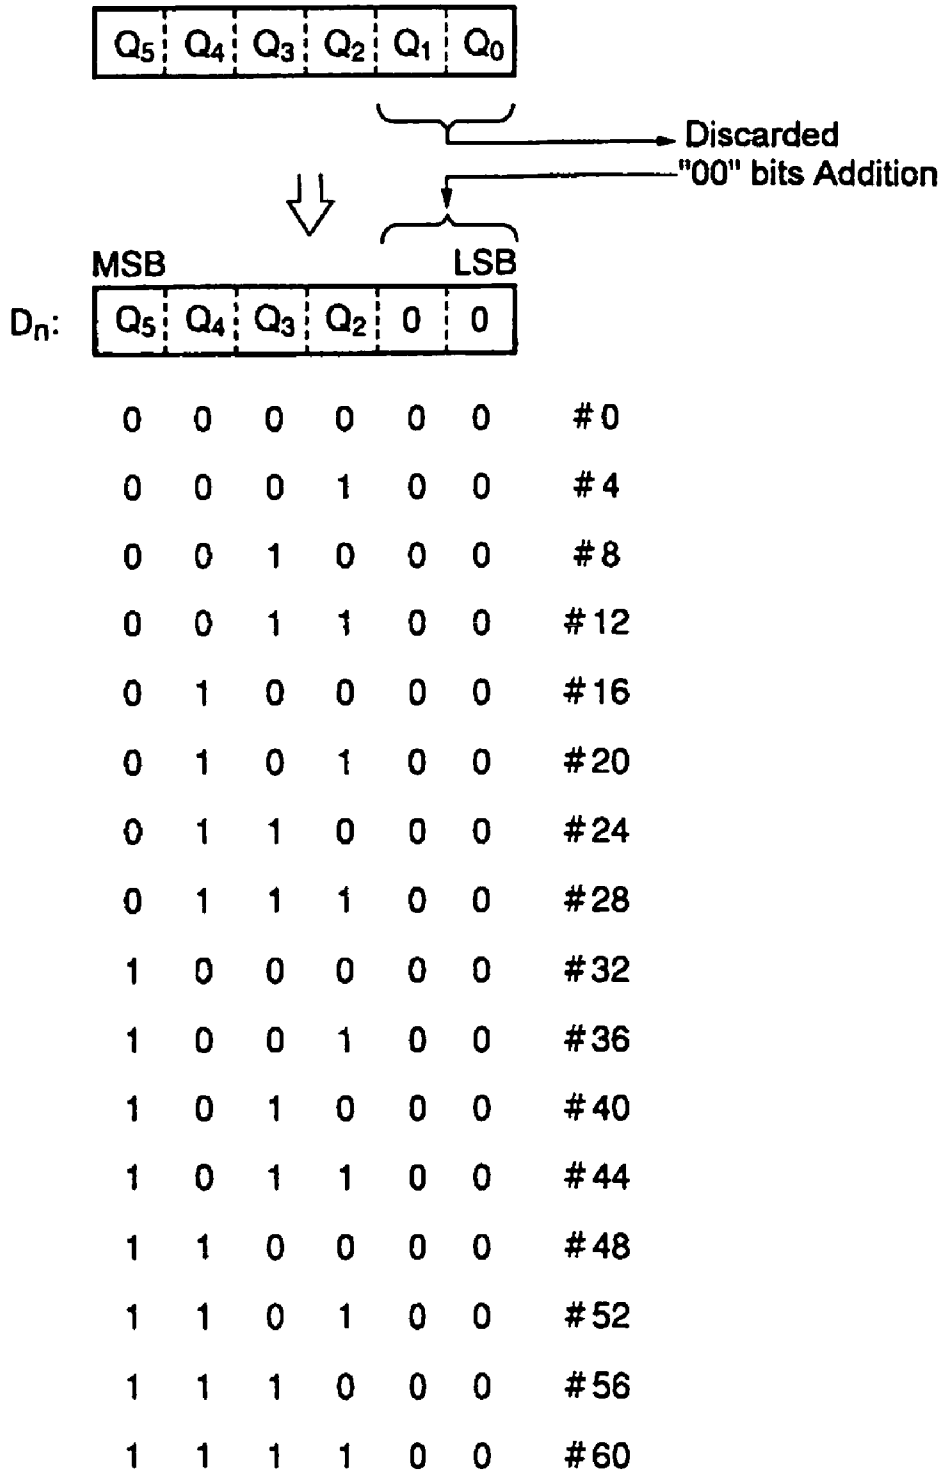 Q5 Q4 Q3 Q2 Q1 Q0
Discarded
"00" bits Addition
MSB LSB
Dn: Q5 Q4 Q3 Q2 0 0
0 0 0 0 0 0 #0
0 0 0 1 0 0 #4
0 0 1 0 0 0 #8
0 0 1 1 0 0 #12
0 1 0 0 0 0 #16
0 1 0 1 0 0 #20
0 1 1 0 0 0 #24
0 1 1 1 0 0 #28
1 0 0 0 0 0 #32
1 0 0 1 0 0 #36
1 0 1 0 0 0 #40
1 0 1 1 0 0 #44
1 1 0 0 0 0 #48
1 1 0 1 0 0 #52
1 1 1 0 0 0 #56
1 1 1 1 0 0 #60